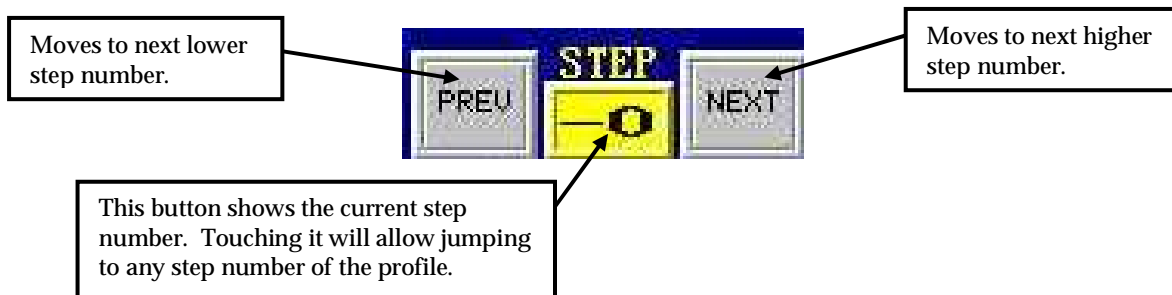 Moves to next lower
step number.
STEP
PREV
NEXT
Moves to next higher
step number.
This button shows the current step
number.  Touching it will allow jumping
to any step number of the profile.